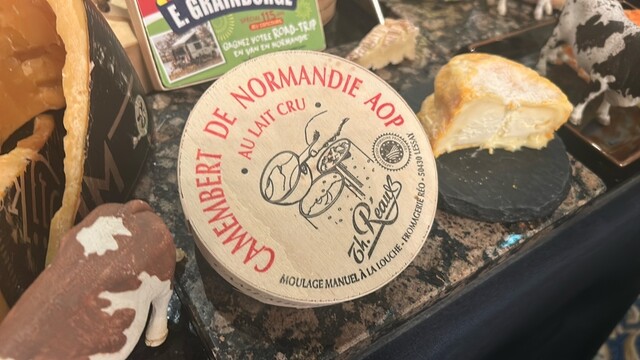 E. GRAINDORGE
GAGNEZ VOTRE ROAD-TRIP
EN VAN EN NORMANDIE
CAMEMBERT DE NORMANDIE AOP
AU LAIT CRU
Th. Réaux
MOULAGE MANUEL À LA LOUCHE - FROMAGERIE RÉO - 50430 LESSAY